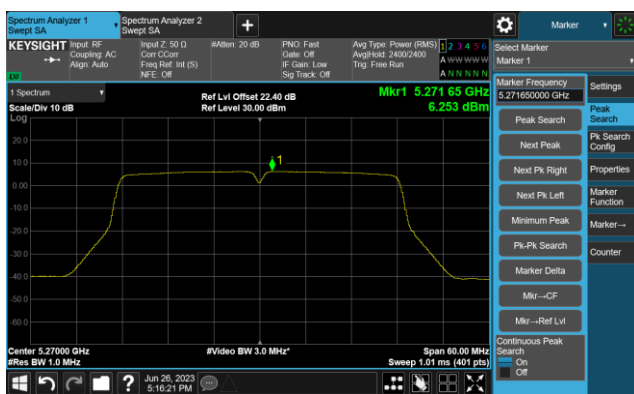 Spectrum Analyzer 1
Swept SA
Spectrum Analyzer 2
Swept SA
+
Marker
KEYSIGHT
Input: RF
Coupling: AC
Align: Auto
Input Z: 50 Ω
Corr CCorr
Freq Ref: Int (S)
NFE: Off
#Atten: 20 dB
PNO: Fast
Gate: Off
IF Gain: Low
Sig Track: Off
Avg Type: Power (RMS)
Avg|Hold: 2400/2400
Trig: Free Run
1 2 3 4 5 6
A W W W W W
A N N N N N
LXI
Select Marker
Marker 1
1 Spectrum
Scale/Div 10 dB
Log
Ref Lvl Offset 22.40 dB
Ref Level 30.00 dBm
Mkr1 5.271 65 GHz
6.253 dBm
1
20.0
10.0
0.00
-10.0
-20.0
-30.0
-40.0
-50.0
-60.0
Center 5.27000 GHz
#Res BW 1.0 MHz
#Video BW 3.0 MHz*
Span 60.00 MHz
Sweep 1.01 ms (401 pts)
Marker Frequency
5.271650000 GHz
Peak Search
Next Peak
Next Pk Right
Next Pk Left
Minimum Peak
Pk-Pk Search
Marker Delta
Mkr→CF
Mkr→Ref Lvl
Continuous Peak
Search
On
Off
Settings
Peak
Search
Pk Search
Config
Properties
Marker
Function
Marker→
Counter
?
Jun 26, 2023
5:16:21 PM